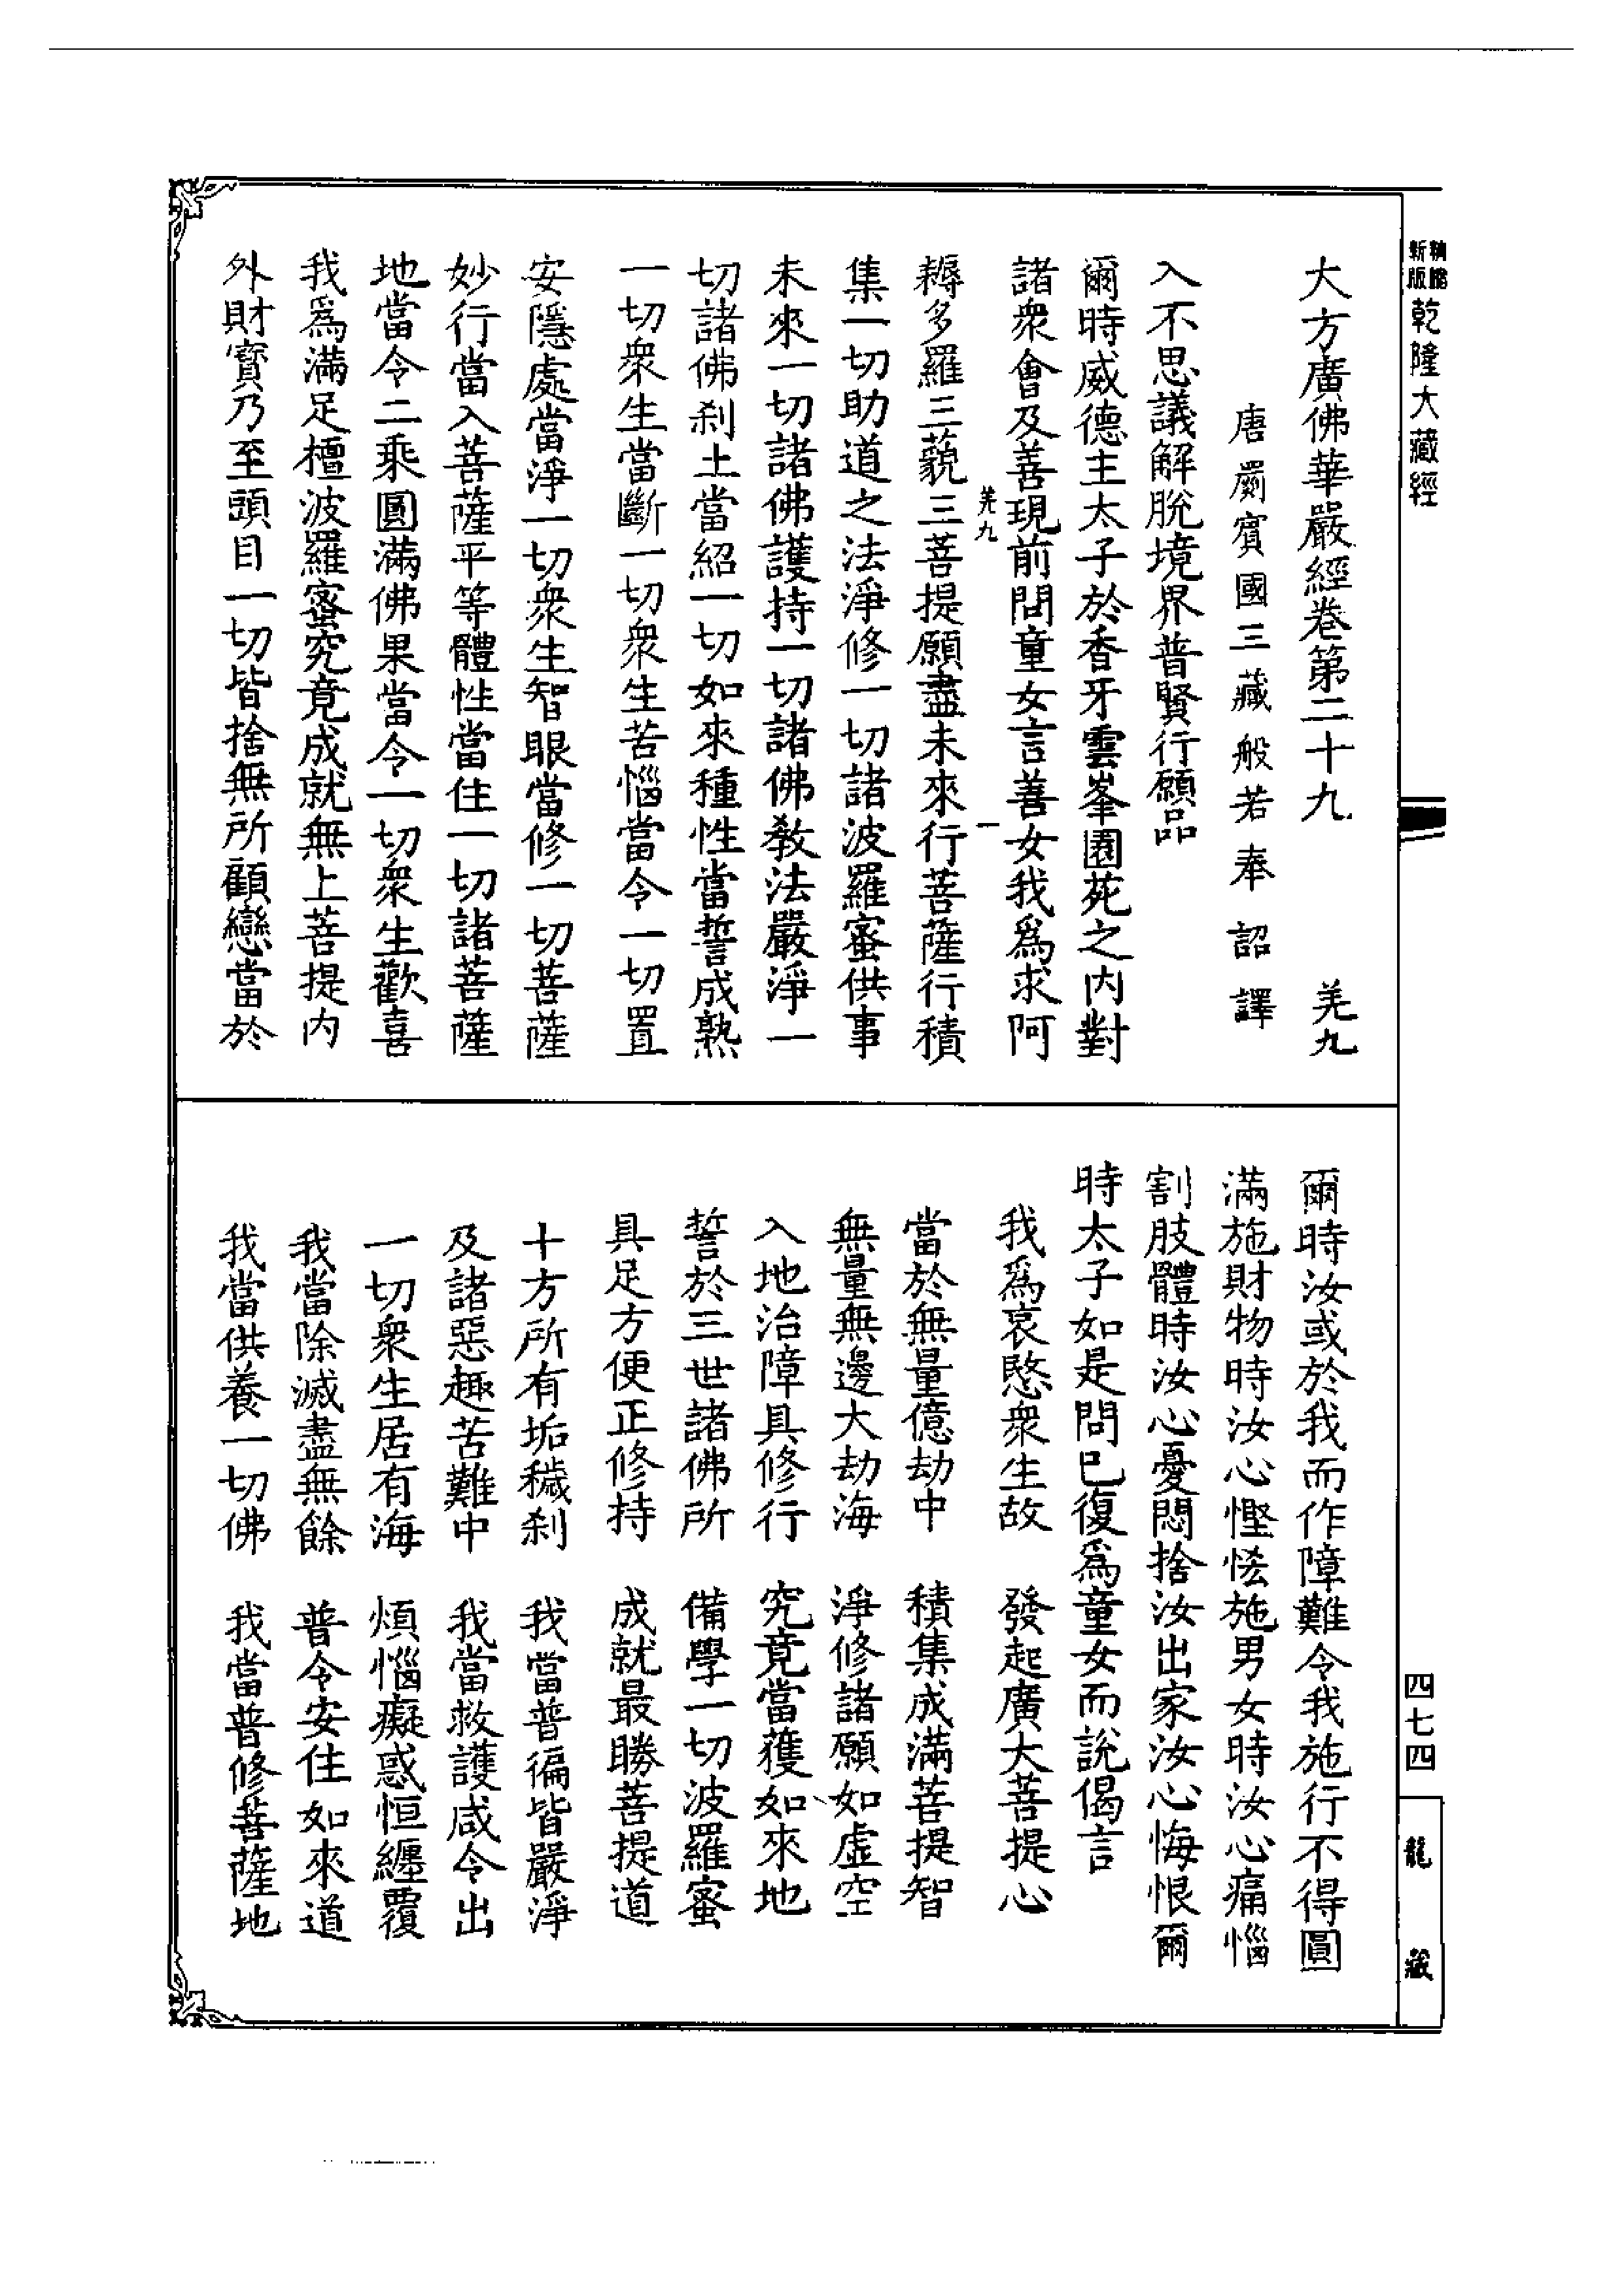 新版
乾隆大藏經
四七四
龍藏
大方廣佛華嚴經卷第二十九 羌九
唐罽賓國三藏般若奉詔譯
入不思議解脫境界普賢行願品
爾時威德主太子於香牙雲峯園苑之內對
諸衆會及善現前問童女言善女我爲求阿
羌九 一
耨多羅三藐三菩提願盡未來行菩薩行積
集一切助道之法淨修一切諸波羅蜜供事
未來一切諸佛護持一切諸佛教法嚴淨一
切諸佛刹土當紹一切如來種性當誓成熟
一切衆生當斷一切衆生苦惱當令一切置
安隱處當淨一切衆生智眼當修一切菩薩
妙行當入菩薩平等體性當住一切諸菩薩
地當令二乘圓滿佛果當令一切衆生歡喜
我爲滿足檀波羅蜜究竟成就無上菩提內
外財寶乃至頭目一切皆捨無所顧戀當於
爾時汝或於我而作障難令我施行不得圓
滿施財物時汝心慳悋施男女時汝心痛惱
割肢體時汝心憂悶捨汝出家汝心悔恨爾
時太子如是問已復爲童女而說偈言
我爲哀愍衆生故 發起廣大菩提心
當於無量億劫中 積集成滿菩提智
無量無邊大劫海 淨修諸願如虛空
入地治障具修行 究竟當獲如來地
誓於三世諸佛所 備學一切波羅蜜
具足方便正修持 成就最勝菩提道
十方所有垢穢刹 我當普徧皆嚴淨
及諸惡趣苦難中 我當救護咸令出
一切衆生居有海 煩惱癡惑恒纏覆
我當除滅盡無餘 普令安住如來道
我當供養一切佛 我當普修菩薩地